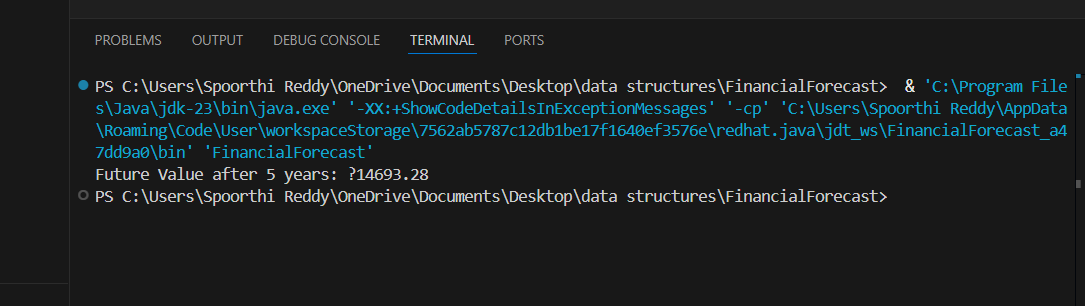 PROBLEMS OUTPUT DEBUG CONSOLE TERMINAL PORTS
PS C:\Users\Spoorthi Reddy\OneDrive\Documents\Desktop\data structures\FinancialForecast>  & 'C:\Program File
s\Java\jdk-23\bin\java.exe' '-XX:+ShowCodeDetailsInExceptionMessages' '-cp' 'C:\Users\Spoorthi Reddy\AppData
\Roaming\Code\User\workspaceStorage\7562ab5787c12db1be17f1640ef3576e\redhat.java\jdt_ws\FinancialForecast_a4
7dd9a0\bin' 'FinancialForecast'
Future Value after 5 years: ?14693.28
PS C:\Users\Spoorthi Reddy\OneDrive\Documents\Desktop\data structures\FinancialForecast>